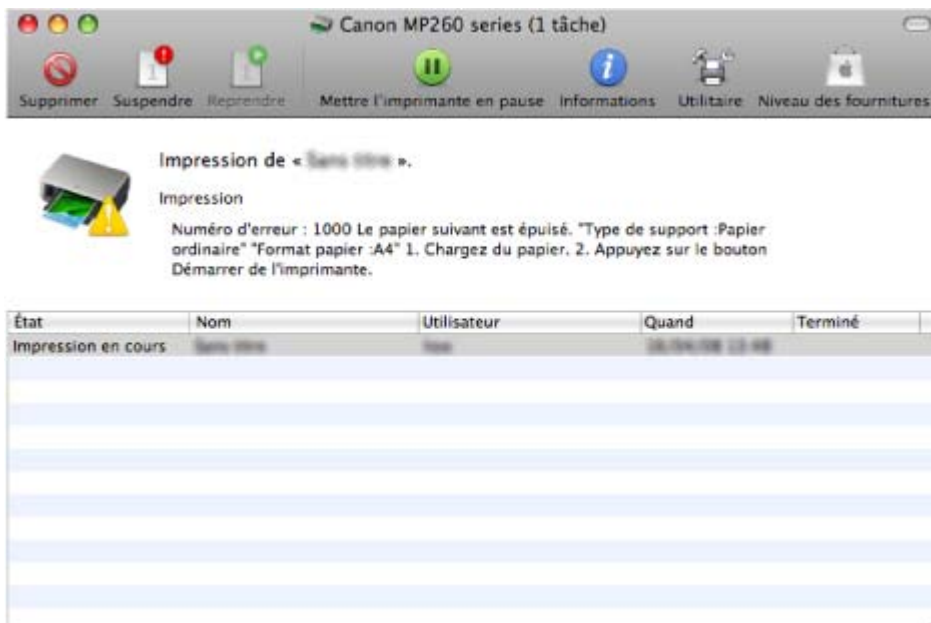 Canon MP260 series (1 tâche)
Supprimer Suspendre Reprendre Mettre l'imprimante en pause Informations Utilitaire Niveau des fournitures
Impression de « ».
Impression
Numéro d'erreur : 1000 Le papier suivant est épuisé. "Type de support :Papier
ordinaire" "Format papier :A4" 1. Chargez du papier. 2. Appuyez sur le bouton
Démarrer de l'imprimante.
État Nom Utilisateur Quand Terminé
Impression en cours